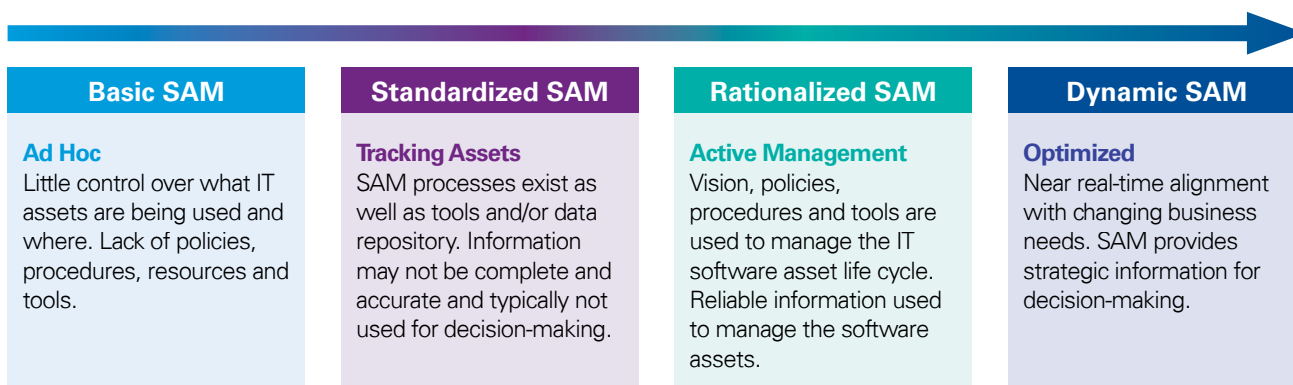 Basic SAM
Ad Hoc
Little control over what IT
assets are being used and
where. Lack of policies,
procedures, resources and
tools.
Standardized SAM
Tracking Assets
SAM processes exist as
well as tools and/or data
repository. Information
may not be complete and
accurate and typically not
used for decision-making.
Rationalized SAM
Active Management
Vision, policies,
procedures and tools are
used to manage the IT
software asset life cycle.
Reliable information used
to manage the software
assets.
Dynamic SAM
Optimized
Near real-time alignment
with changing business
needs. SAM provides
strategic information for
decision-making.